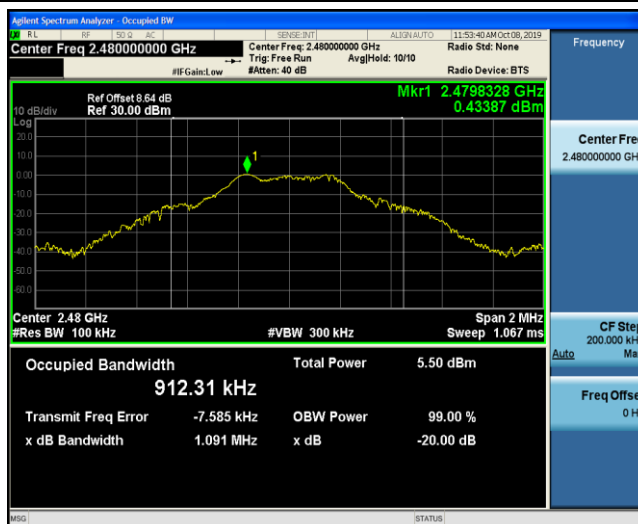 Agilent Spectrum Analyzer - Occupied BW
RL RF 50 Ω AC SENSE:INT ALIGN AUTO 11:53:40 AM Oct 08, 2019
Center Freq 2.480000000 GHz
Center Freq: 2.480000000 GHz
Radio Std: None
Trig: Free Run Avg|Hold: 10/10
#IFGain:Low #Atten: 40 dB Radio Device: BTS
Frequency
Ref Offset 8.64 dB
Mkr1 2.4798328 GHz
10 dB/div Ref 30.00 dBm
0.43387 dBm
Log
20.0
10.0
0.00
-10.0
-20.0
-30.0
-40.0
-50.0
-60.0
1
Center 2.48 GHz Span 2 MHz
#Res BW 100 kHz #VBW 300 kHz Sweep 1.067 ms
Occupied Bandwidth Total Power 5.50 dBm
912.31 kHz
Transmit Freq Error -7.585 kHz OBW Power 99.00 %
x dB Bandwidth 1.091 MHz x dB -20.00 dB
Center Fre
2.480000000 GH
CF Ste
200.000 kH
Auto Ma
Freq Offse
0 H
MSG STATUS